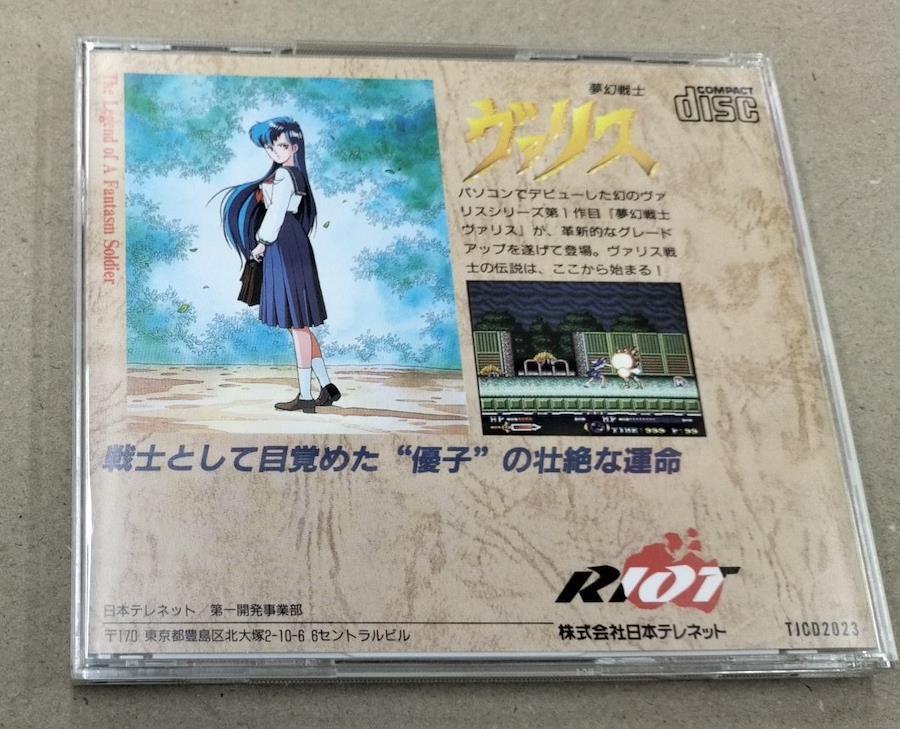 The Legend of A Fantasm Soldier
夢幻戦士
ヴァリス
COMPACT
disc
パソコンでデビューした幻のヴァ
リスシリーズ第1作目『夢幻戦士
ヴァリス』が、革新的なグレード
アップを遂げて登場。ヴァリス戦
士の伝説は、ここから始まる!
HP
MP
TIME:999 P:99
戦士として目覚めた“優子”の壮絶な運命
RIOT
日本テレネット/第一開発事業部
〒170 東京都豊島区北大塚2-10-6 6セントラルビル
株式会社日本テレネット
TJCD2023